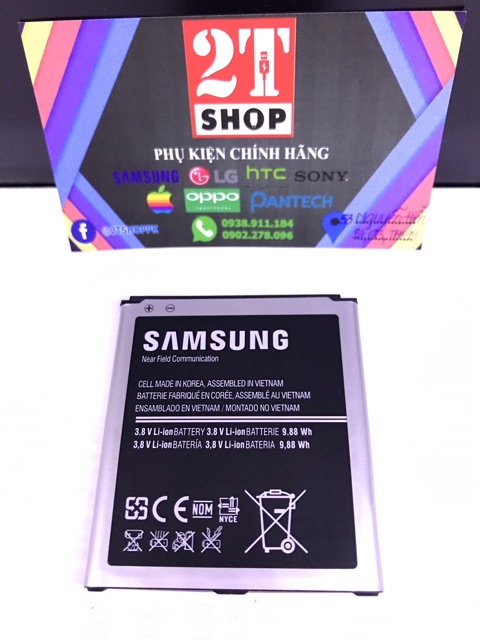 2T
SHOP
PHỤ KIỆN CHÍNH HÃNG
SAMSUNG LG hTC SONY
oppo PANTECH
0938.911.184
0902.278.096
SAMSUNG
Near Field Communication
CELL MADE IN KOREA, ASSEMBLED IN VIETNAM
BATTERIE FABRIQUÉ EN CORÉE, ASSEMBLÉ AU VIETNAM
ENSAMBLADO EN VIETNAM / MONTADO NO VIETNAM
3.8 V Li-ion BATTERY 3.8 V Li-ion BATTERIE 9.88 Wh
3,8 V Li-ion BATERÍA 3,8 V Li-ion BATERIA 9,88 Wh
CE NOM NYCE